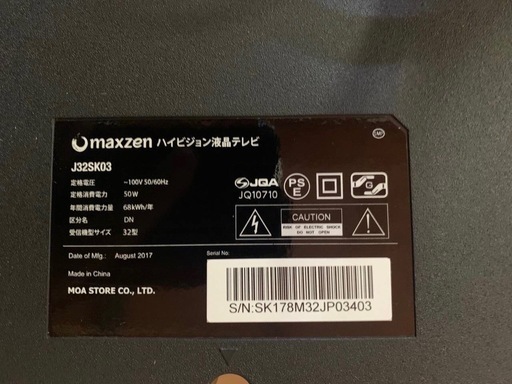 maxzen ハイビジョン液晶テレビ
J32SK03
定格電圧 ~100V 50/60Hz
定格消費電力 50W
年間消費電力量 68kWh/年
区分名 DN
受信機型サイズ 32型
JQA
JQ10710
PS
E
G
CAUTION
RISK OF ELECTRIC SHOCK
DO NOT OPEN
Date of Mfg.: August 2017
Made in China
MOA STORE CO., LTD.
Serial No:
S/N:SK178M32JP03403